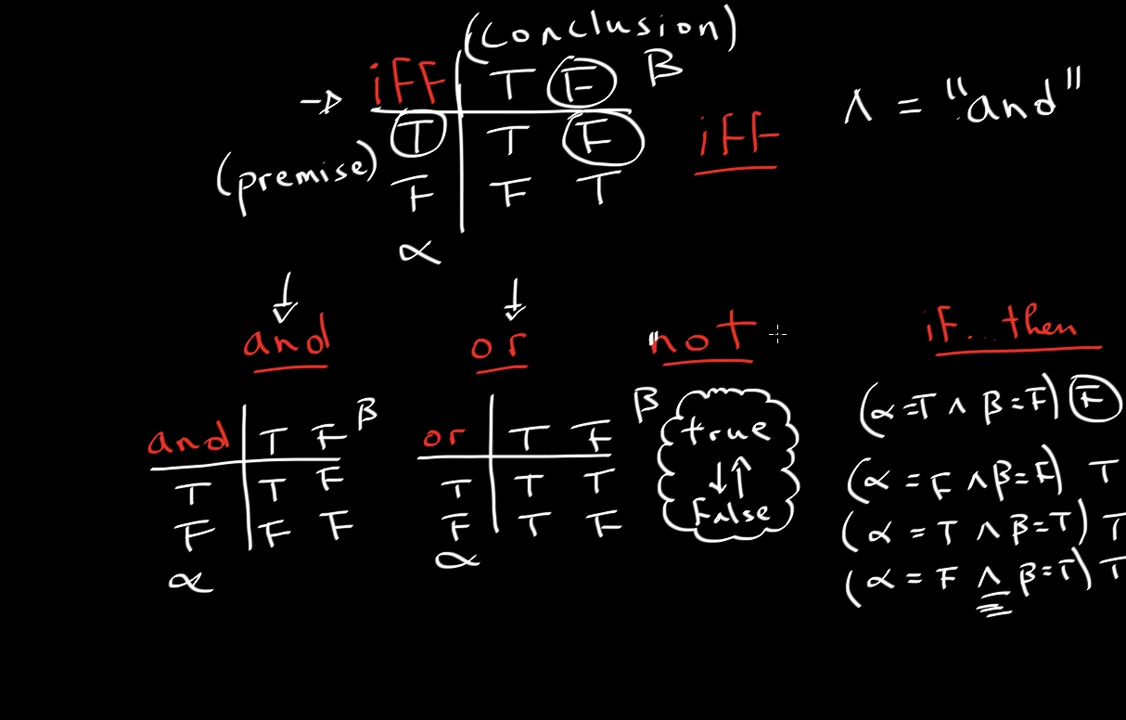 (Conclusion)
iFF T F β
T T F
(premise) F F T
α
iFF
Λ = "and"
and
or
not
iF...then
and T F β
T T F
F F F
α
or T F β
T T T
F T F
α
true
↓↑
False
(α=T Λ β=F) F
(α = F Λ β=F) T
(α = T Λ β=T) T
(α = F Λ β=T) T